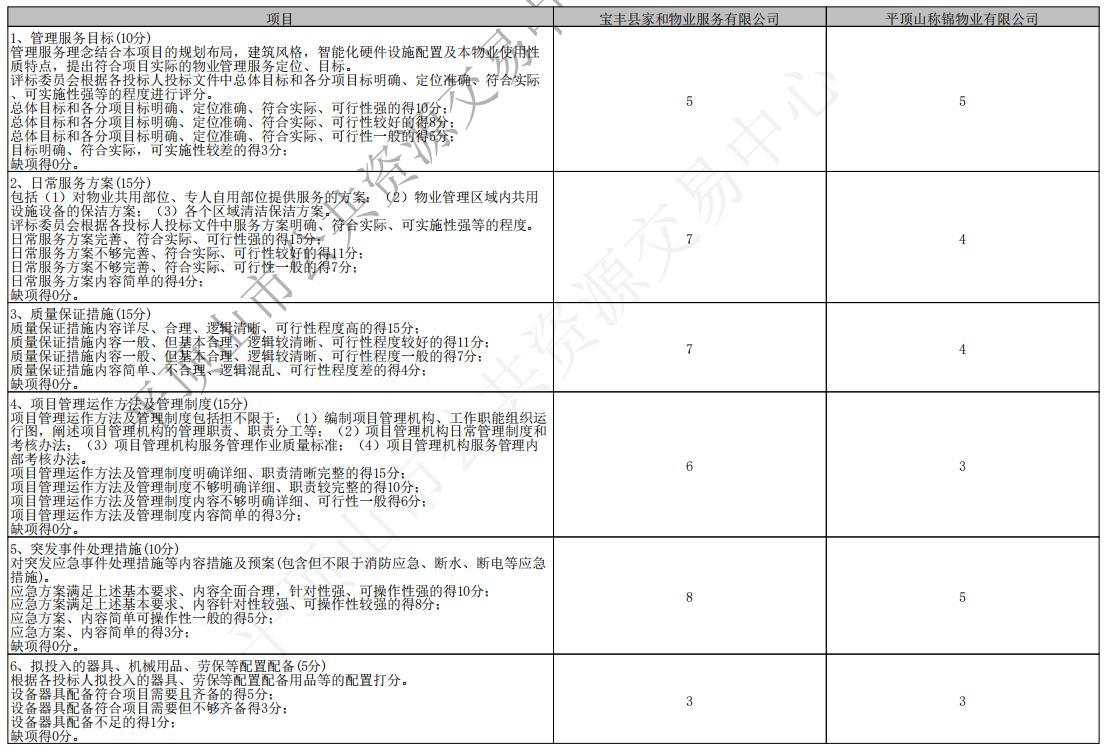 项目 宝丰县家和物业服务有限公司 平顶山称锦物业有限公司
1、管理服务目标(10分)
管理服务理念结合本项目的规划布局，建筑风格，智能化硬件设施配置及本物业使用性
质特点，提出符合项目实际的物业管理服务定位、目标。
评标委员会根据各投标人投标文件中总体目标和各分项目标明确、定位准确、符合实际
、可实施性强等的程度进行评分。
总体目标和各分项目标明确、定位准确、符合实际、可行性强的得10分；
总体目标和各分项目标明确、定位准确、符合实际、可行性较好的得8分；
总体目标和各分项目标明确、定位准确、符合实际、可行性一般的得5分；
目标明确、符合实际，可实施性较差的得3分；
缺项得0分。
5 5
2、日常服务方案(15分)
包括（1）对物业共用部位、专人自用部位提供服务的方案；（2）物业管理区域内共用
设施设备的保洁方案；（3）各个区域清洁保洁方案。
评标委员会根据各投标人投标文件中服务方案明确、符合实际、可实施性强等的程度。
日常服务方案完善、符合实际、可行性强的得15分；
日常服务方案不够完善、符合实际、可行性较好的得11分；
日常服务方案不够完善、符合实际、可行性一般的得7分；
日常服务方案内容简单的得4分；
缺项得0分。
7 4
3、质量保证措施(15分)
质量保证措施内容详尽、合理、逻辑清晰、可行性程度高的得15分；
质量保证措施内容一般、但基本合理、逻辑较清晰、可行性程度较好的得11分；
质量保证措施内容一般、但基本合理、逻辑较清晰、可行性程度一般的得7分；
质量保证措施内容简单、不合理、逻辑混乱、可行性程度差的得4分；
缺项得0分。
7 4
4、项目管理运作方法及管理制度(15分)
项目管理运作方法及管理制度包括担不限于：（1）编制项目管理机构、工作职能组织运
行图，阐述项目管理机构的管理职责、职责分工等；（2）项目管理机构日常管理制度和
考核办法；（3）项目管理机构服务管理作业质量标准；（4）项目管理机构服务管理内
部考核办法。
项目管理运作方法及管理制度明确详细、职责清晰完整的得15分；
项目管理运作方法及管理制度不够明确详细、职责较完整的得10分；
项目管理运作方法及管理制度内容不够明确详细、可行性一般得6分；
项目管理运作方法及管理制度内容简单的得3分；
缺项得0分。
6 3
5、突发事件处理措施(10分)
对突发应急事件处理措施等内容措施及预案(包含但不限于消防应急、断水、断电等应急
措施)。
应急方案满足上述基本要求、内容全面合理，针对性强、可操作性强的得10分；
应急方案满足上述基本要求、内容针对性较强、可操作性较强的得8分；
应急方案、内容简单可操作性一般的得5分；
应急方案、内容简单的得3分；
缺项得0分。
8 5
6、拟投入的器具、机械用品、劳保等配置配备(5分)
根据各投标人拟投入的器具、劳保等配置配备用品等的配置打分。
设备器具配备符合项目需要且齐备的得5分；
设备器具配备符合项目需要但不够齐备得3分；
设备器具配备不足的得1分；
缺项得0分。
3 3
平顶山市公共资源交易中
平顶山市公共资源交易中心